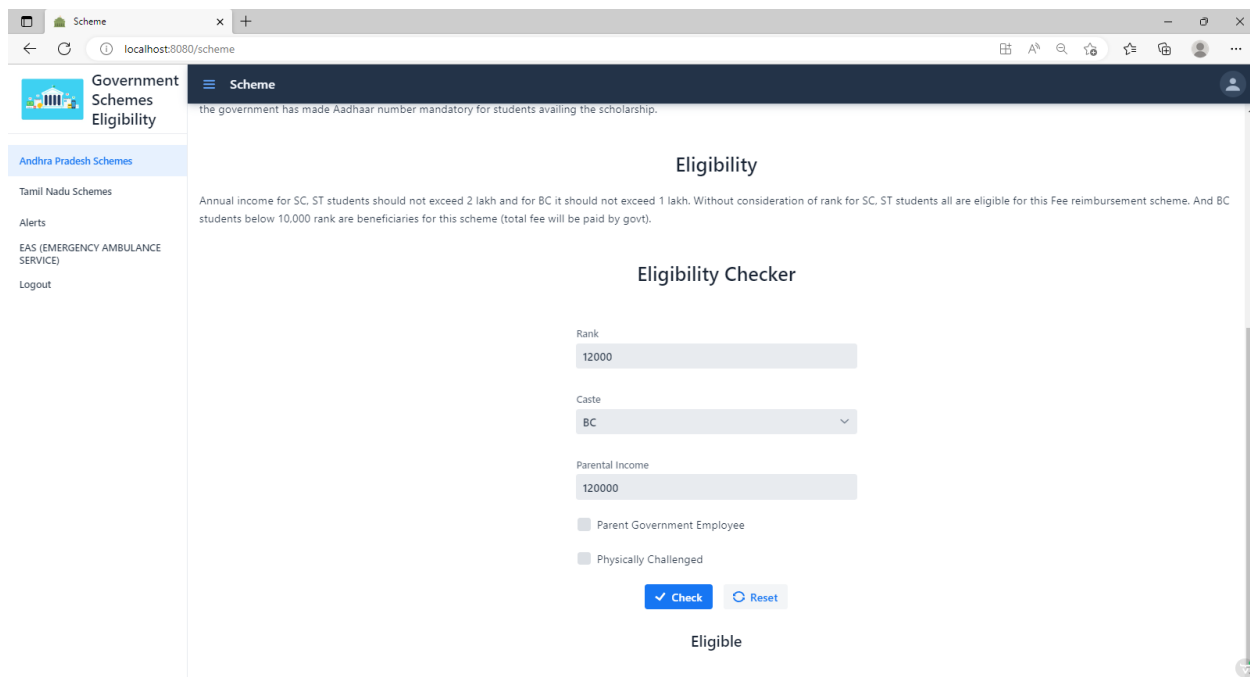 Scheme
localhost:8080/scheme
Government
Schemes
Eligibility
Scheme
Andhra Pradesh Schemes
Tamil Nadu Schemes
Alerts
EAS (EMERGENCY AMBULANCE
SERVICE)
Logout
the government has made Aadhaar number mandatory for students availing the scholarship.
Eligibility
Annual income for SC, ST students should not exceed 2 lakh and for BC it should not exceed 1 lakh. Without consideration of rank for SC, ST students all are eligible for this Fee reimbursement scheme. And BC
students below 10,000 rank are beneficiaries for this scheme (total fee will be paid by govt).
Eligibility Checker
Rank
12000
Caste
BC
Parental Income
120000
Parent Government Employee
Physically Challenged
Check
Reset
Eligible